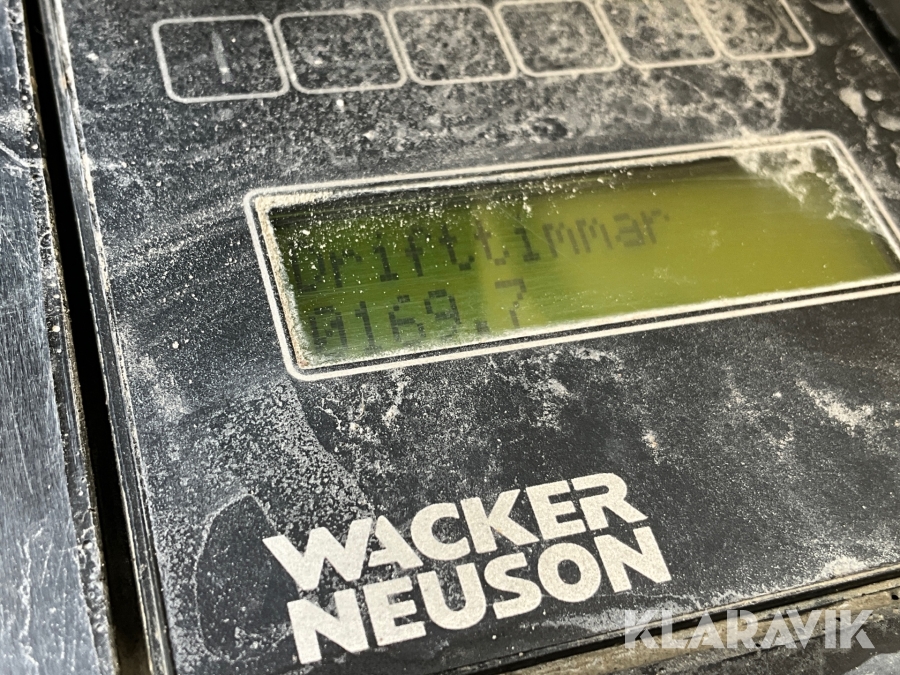 Drifttimmar
0169.7
WACKER
NEUSON
KLARAVIK